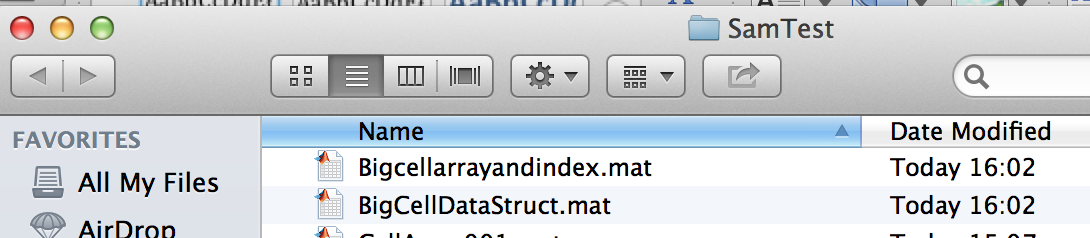 SamTest
FAVORITES
Name
Date Modified
All My Files
Bigcellarrayandindex.mat
Today 16:02
BigCellDataStruct.mat
Today 16:02
AirDrop